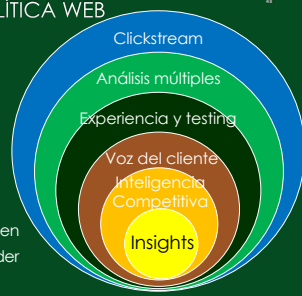 LÍTICA WEB
Clickstream
Análisis múltiples
Experiencia y testing
Voz del cliente
Inteligencia
Competitiva
Insights
en
der